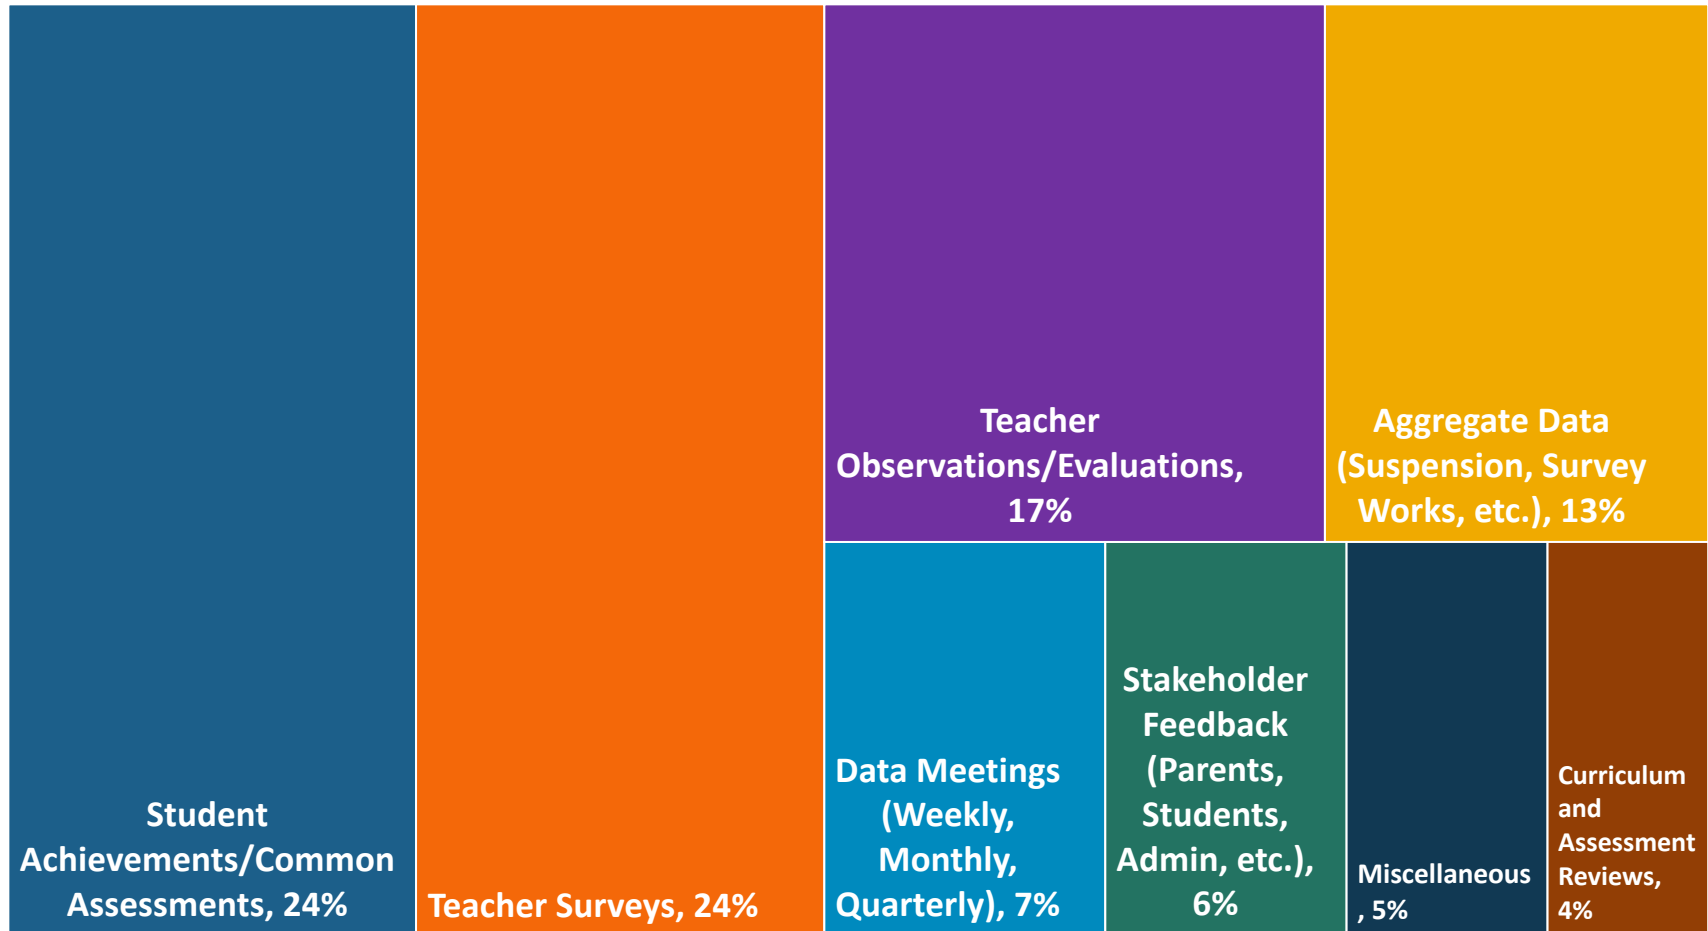 Student
Achievements/Common
Assessments, 24%
Teacher Surveys, 24%
Teacher
Observations/Evaluations,
17%
Aggregate Data
(Suspension, Survey
Works, etc.), 13%
Data Meetings
(Weekly,
Monthly,
Quarterly), 7%
Stakeholder
Feedback
(Parents,
Students,
Admin, etc.),
6%
Miscellaneous
, 5%
Curriculum
and
Assessment
Reviews,
4%